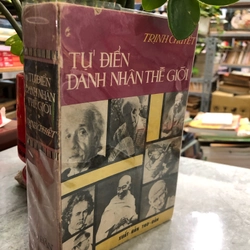 TRỊNH CHUYẾT
TỰ ĐIỂN
DANH NHÂN THẾ GIỚI
TỰ ĐIỂN
DANH NHÂN
THẾ GIỚI
TRỊNH CHUYẾT